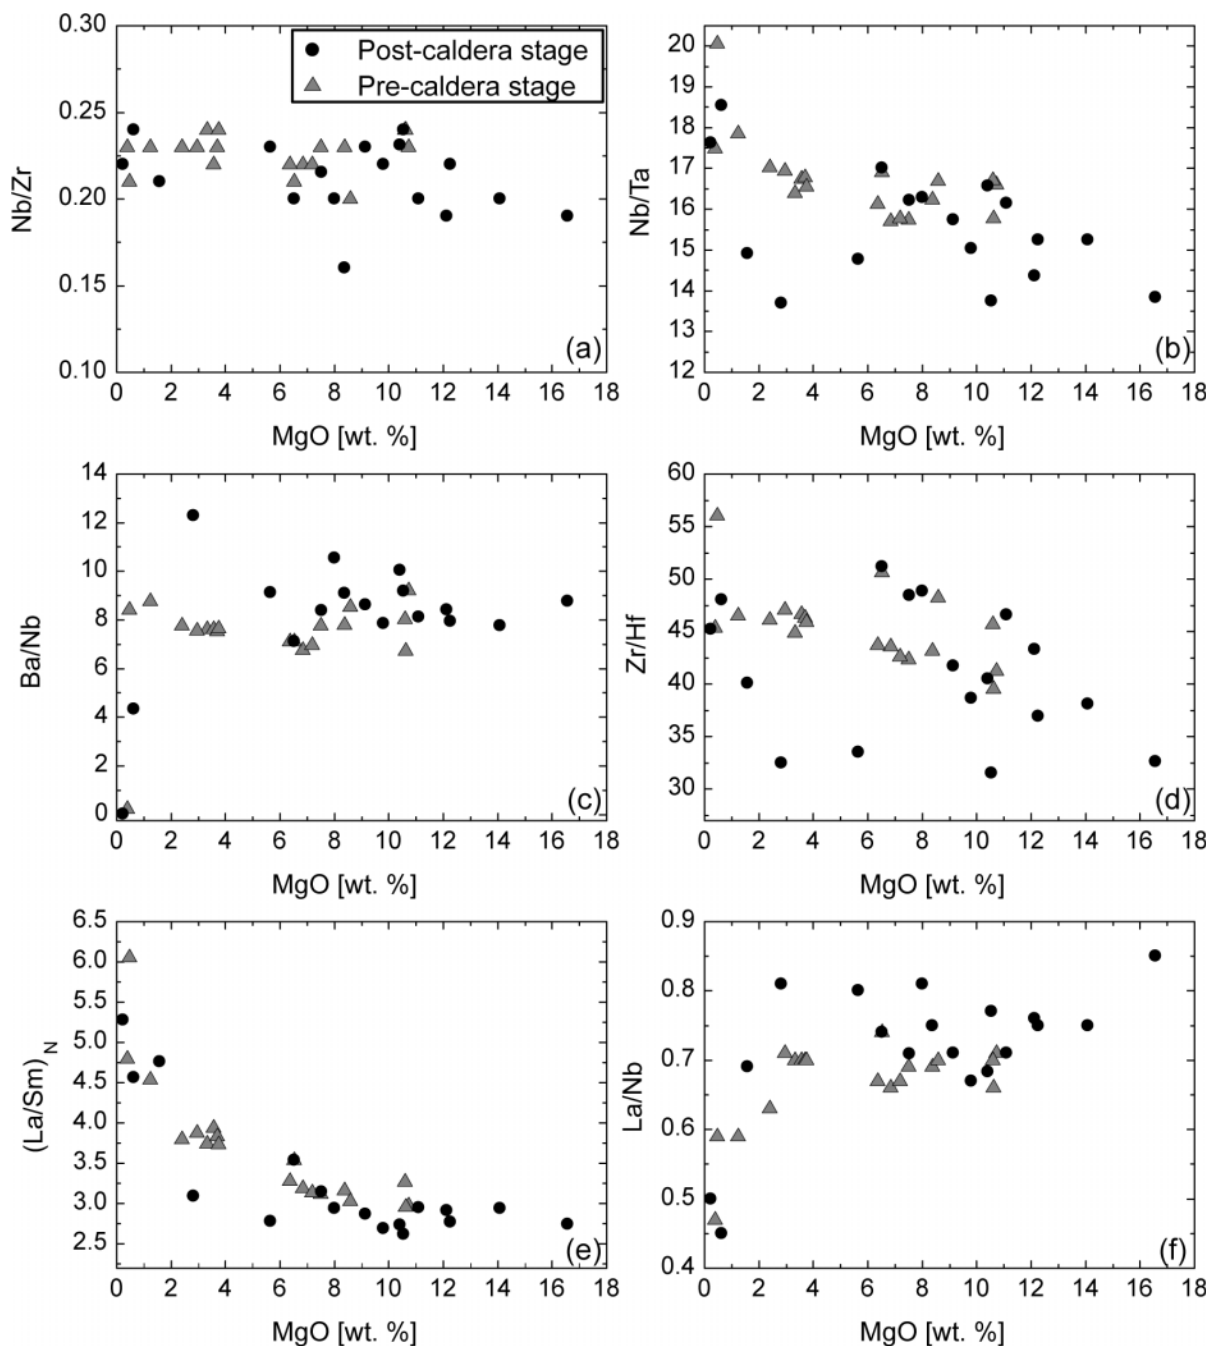 0.30
0.25
0.20
0.15
0.10
Nb/Zr
Post-caldera stage
Pre-caldera stage
(a)
0 2 4 6 8 10 12 14 16 18
MgO [wt. %]
20
19
18
17
16
15
14
13
12
Nb/Ta
(b)
0 2 4 6 8 10 12 14 16 18
MgO [wt. %]
14
12
10
8
6
4
2
0
Ba/Nb
(c)
0 2 4 6 8 10 12 14 16 18
MgO [wt. %]
60
55
50
45
40
35
30
Zr/Hf
(d)
0 2 4 6 8 10 12 14 16 18
MgO [wt. %]
6.5
6.0
5.5
5.0
4.5
4.0
3.5
3.0
2.5
(La/Sm)N
(e)
0 2 4 6 8 10 12 14 16 18
MgO [wt. %]
0.9
0.8
0.7
0.6
0.5
0.4
La/Nb
(f)
0 2 4 6 8 10 12 14 16 18
MgO [wt. %]